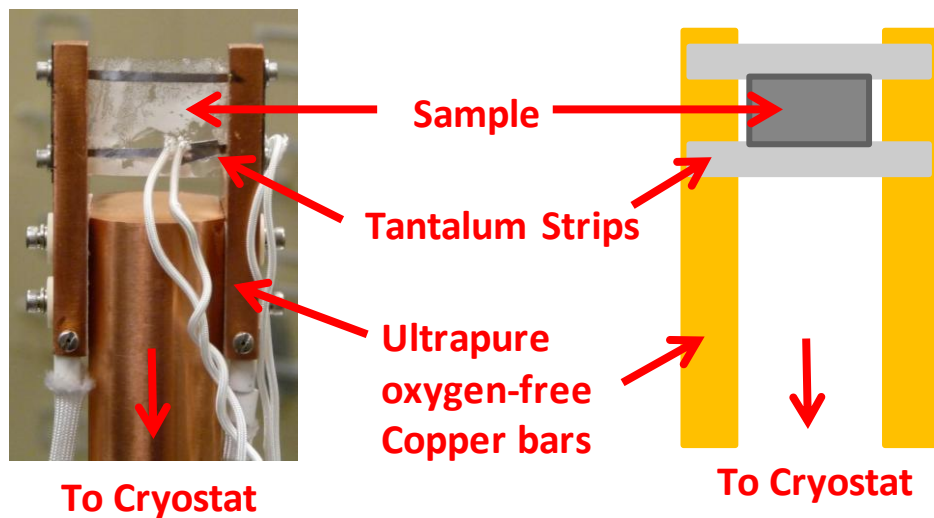 Sample
Tantalum Strips
Ultrapure
oxygen-free
Copper bars
To Cryostat
To Cryostat